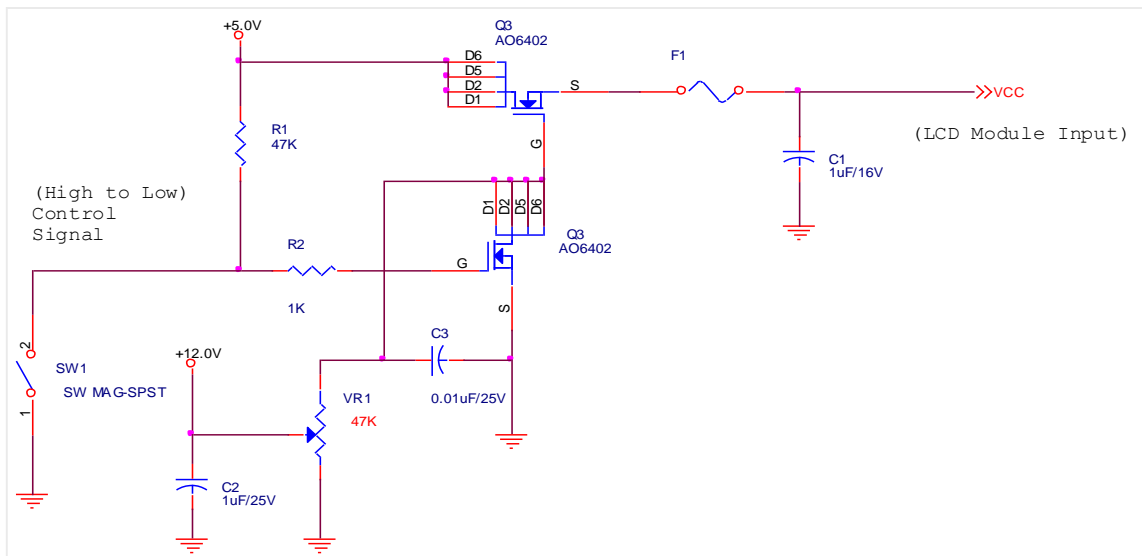 +5.0V
Q3
AO6402
D6
D5
D2
D1
S
G
F1
VCC
(LCD Module Input)
R1
47K
C1
1uF/16V
(High to Low)
Control
Signal
D1
D2
D5
D6
Q3
AO6402
R2
1K
G
S
+12.0V
C3
0.01uF/25V
2
SW1
SW MAG-SPST
1
VR1
47K
C2
1uF/25V